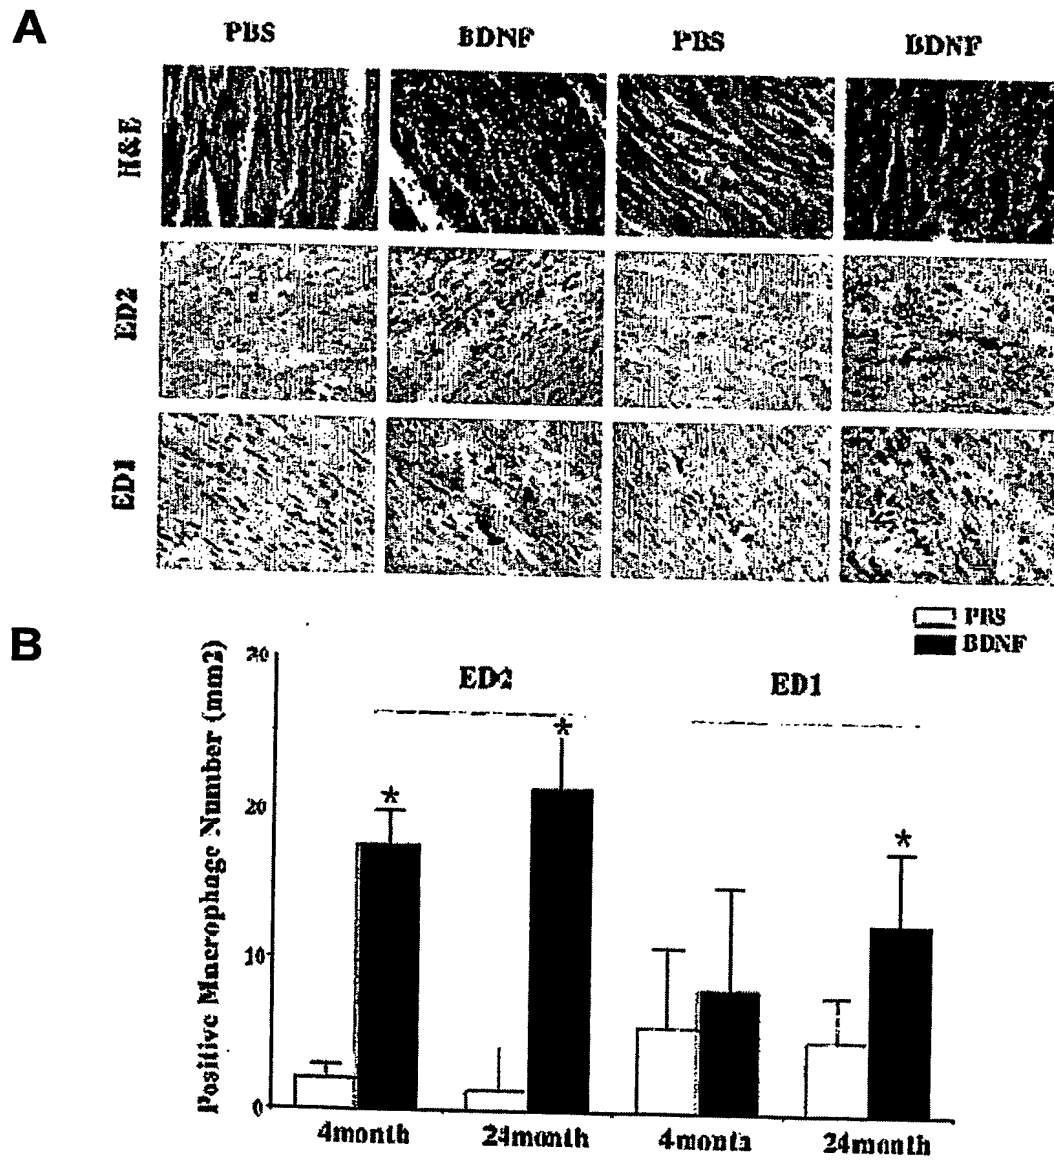 A
PBS BDNF PBS BDNF
H&E
ED2
ED1
PBS
BDNF
B
Positive Macrophage Number (mm2)
30
20
10
0
ED2
ED1
*
*
*
4month 24month 4month 24month